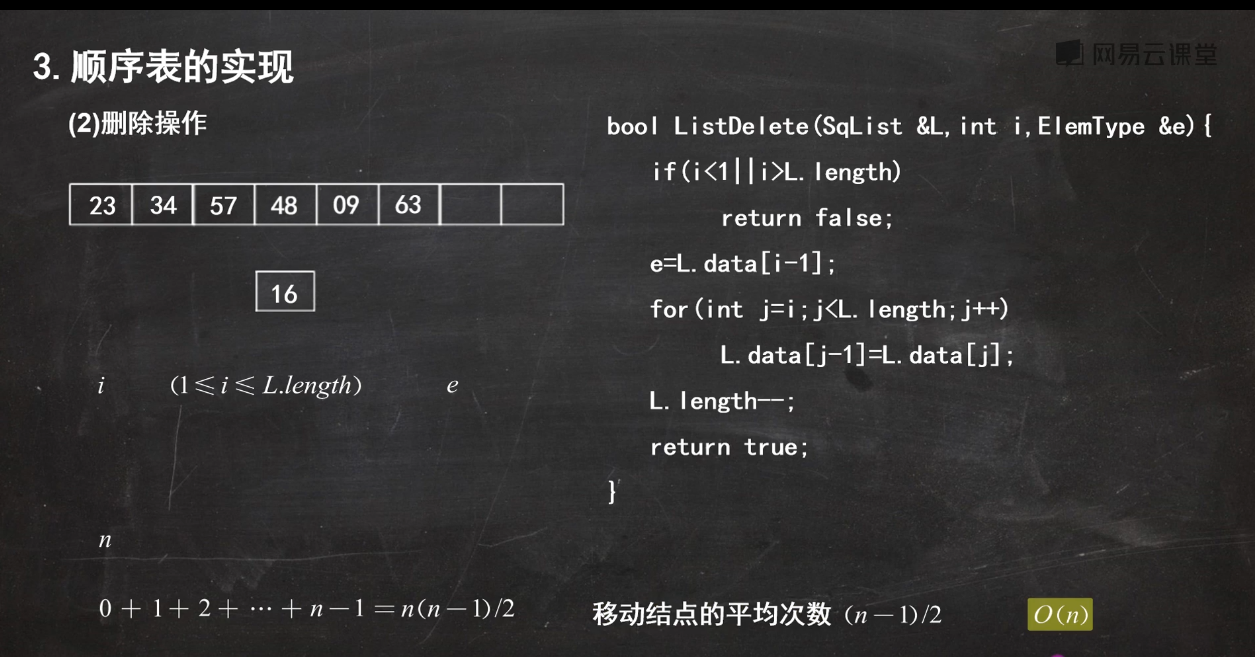 3. 顺序表的实现
网易云课堂
(2)删除操作
23 34 57 48 09 63
16
i (1≤i≤L.length) e
n
0+1+2+⋯+n−1=n(n−1)/2
bool ListDelete(SqList &L,int i,ElemType &e){
if(i<1||i>L.length)
return false;
e=L.data[i-1];
for(int j=i;j<L.length;j++)
L.data[j-1]=L.data[j];
L.length--;
return true;
}
移动结点的平均次数 (n−1)/2 O(n)